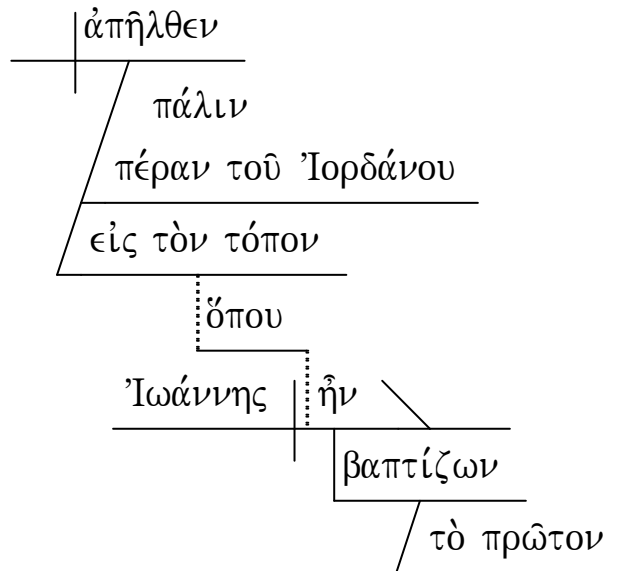 ἀπῆλθεν
πάλιν
πέραν τοῦ Ἰορδάνου
εἰς τὸν τόπον
ὅπου
Ἰωάννης ἦν
βαπτίζων
τὸ πρῶτον